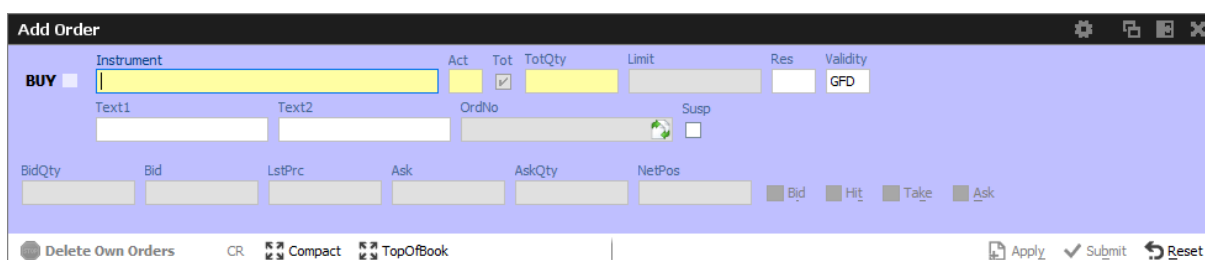 Add Order
Instrument Act Tot TotQty Limit Res Validity
BUY GFD
Text1 Text2 OrdNo Susp
BidQty Bid LstPrc Ask AskQty NetPos
Bid Hit Take Ask
Delete Own Orders CR Compact TopOfBook Apply Submit Reset